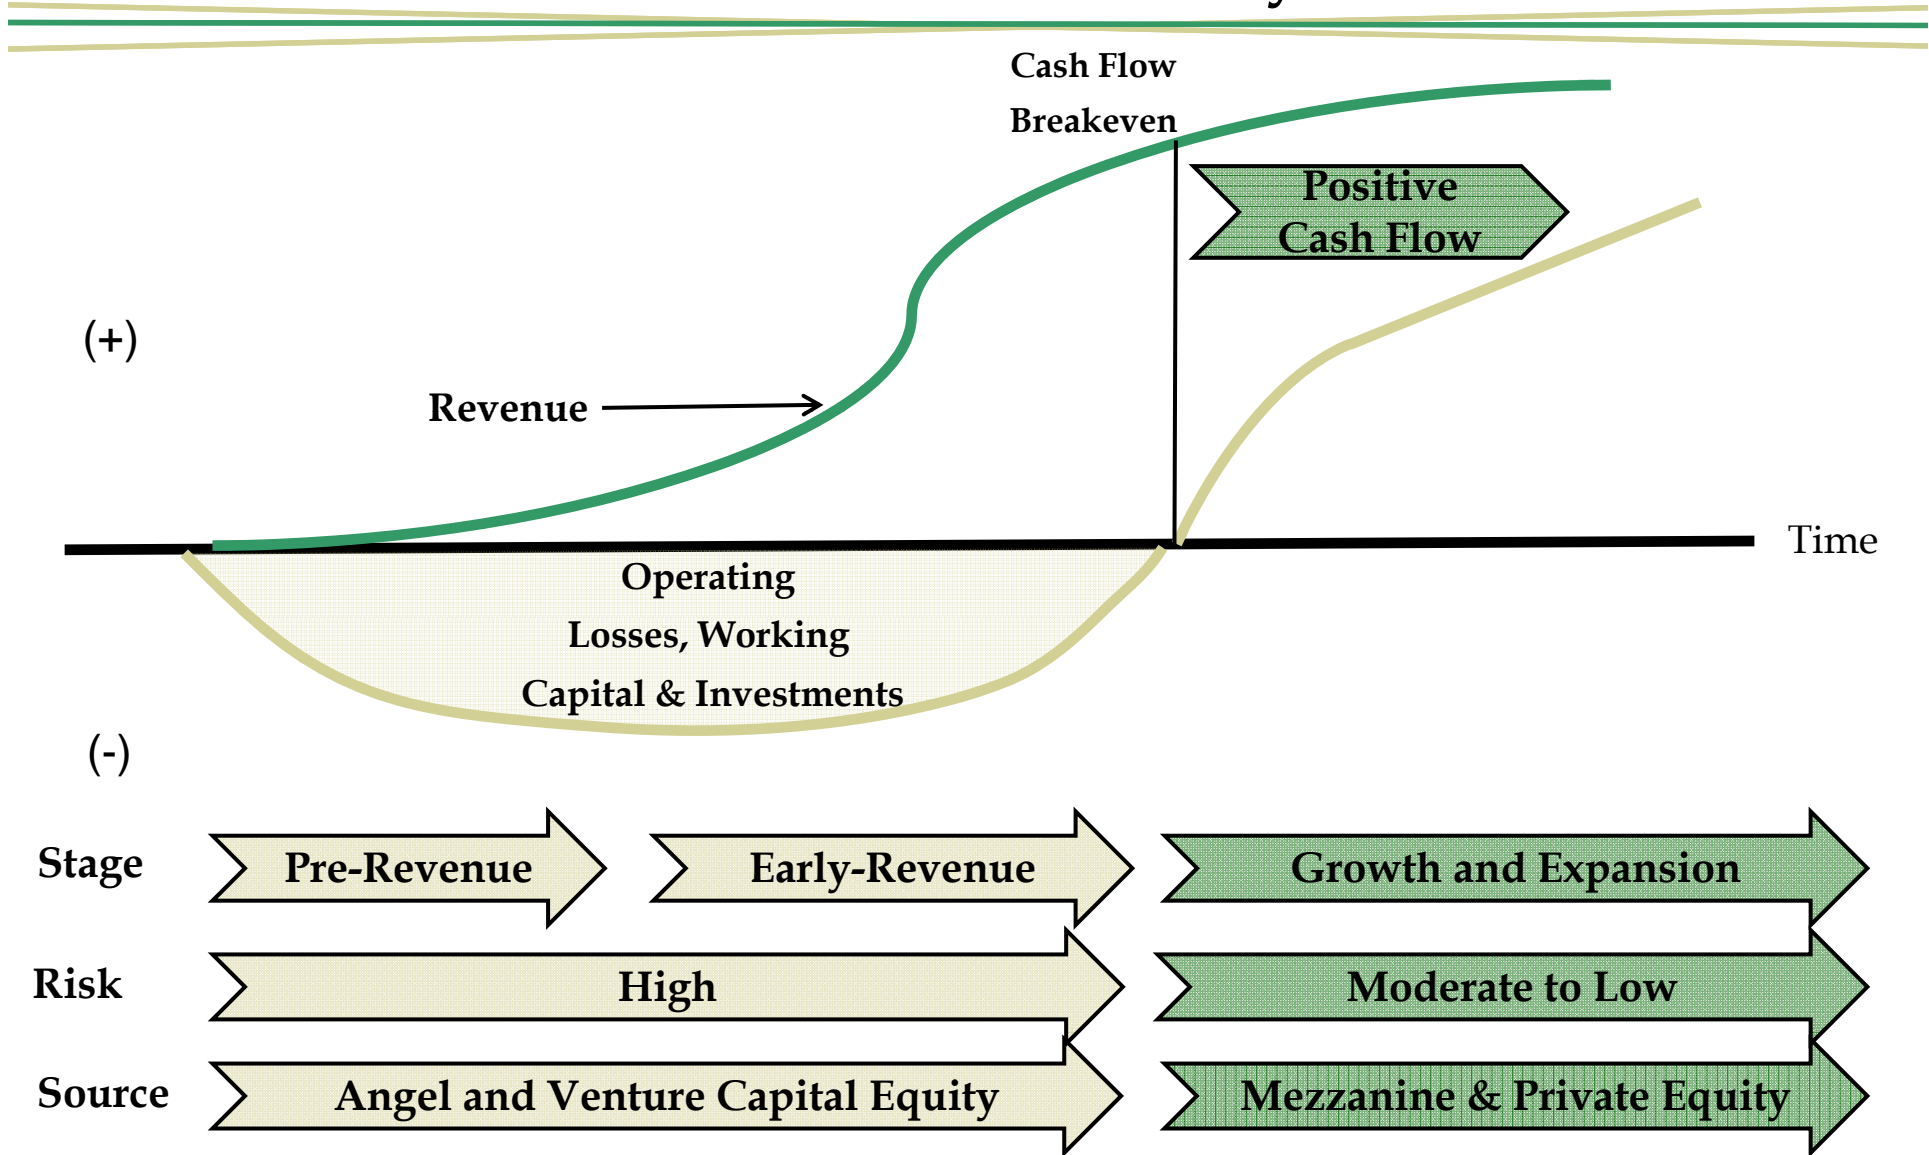 Cash Flow
Breakeven
Positive
Cash Flow
(+)
Revenue
Time
Operating
Losses, Working
Capital & Investments
(-)
Stage
Pre-Revenue
Early-Revenue
Growth and Expansion
Risk
High
Moderate to Low
Source
Angel and Venture Capital Equity
Mezzanine & Private Equity